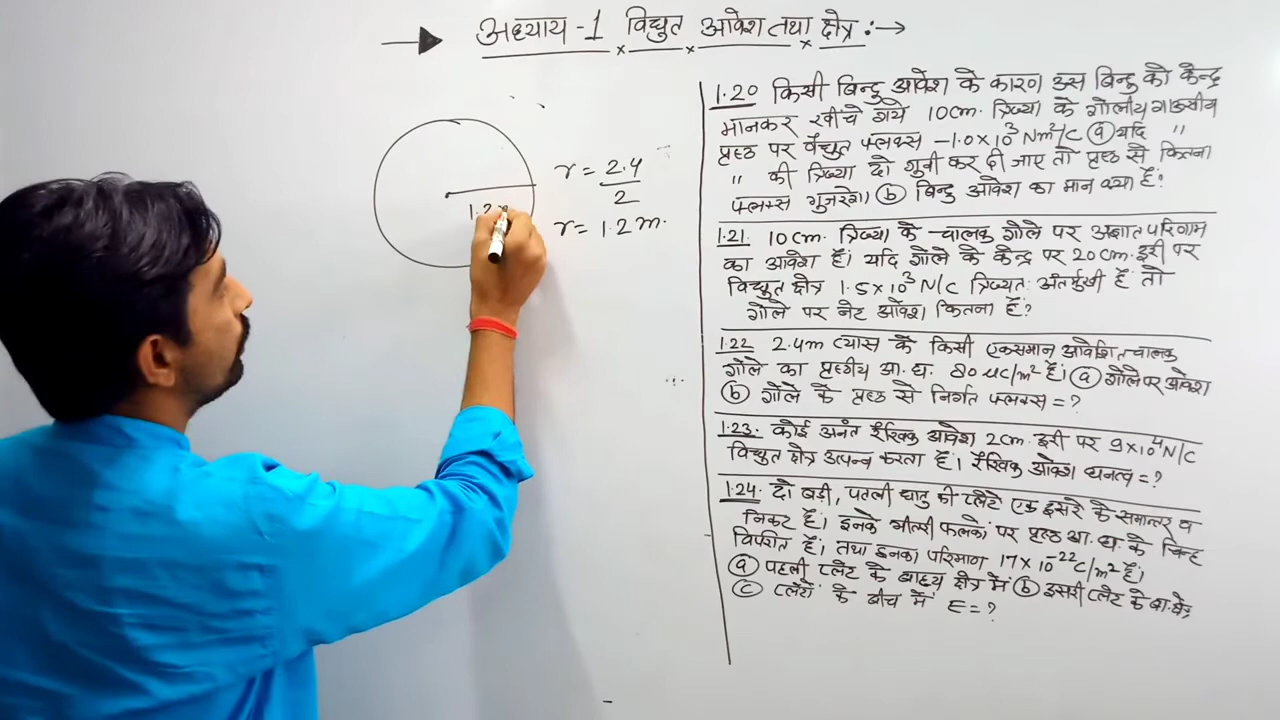 अध्याय -1 विद्युत आवेश तथा क्षेत्र :→
r = 2.4
2
r = 1.2 m.
1.2
1.20 किसी बिन्दु आवेश के कारण उस बिन्दु को केन्द्र
मानकर खींचे गये 10cm. त्रिज्या के गोलीय गाऊसीय
पृष्ठ पर वैद्युत फ्लक्स -1.0×10³ Nm²/C ⓐ यदि "
" की त्रिज्या दो गुनी कर दी जाए तो पृष्ठ से कितना
फ्लक्स गुजरेगा ⓑ बिन्दु आवेश का मान क्या है?
1.21. 10cm. त्रिज्या के चालक गोले पर अज्ञात परिमाण
का आवेश है। यदि गोले के केन्द्र पर 20cm. दूरी पर
विद्युत क्षेत्र 1.5×10³ N/C त्रिज्यत: अंतर्मुखी है तो
गोले पर नेट आवेश कितना है?
1.22 2.4m व्यास के किसी एकसमान आवेशित चालक
गोले का पृष्ठीय आ.घ. 80 μC/m² है। ⓐ गोले पर आवेश
ⓑ गोले के पृष्ठ से निर्गत फ्लक्स = ?
1.23. कोई अनंत रैखिक आवेश 2cm. दूरी पर 9×10⁴N/C
विद्युत क्षेत्र उत्पन्न करता है। रैखिक आवेश घनत्व = ?
1.24. दो बड़ी, पतली धातु की प्लेटें एक दूसरे के समान्तर व
निकट हैं। इनके भीतरी फलकों पर पृष्ठ आ.घ. के चिन्ह
विपरीत हैं। तथा इनका परिमाण 17×10⁻²²C/m² है।
ⓐ पहली प्लेट के बाह्य क्षेत्र में ⓑ दूसरी प्लेट के बा.क्षेत्र
ⓒ प्लेटों के बीच में E = ?